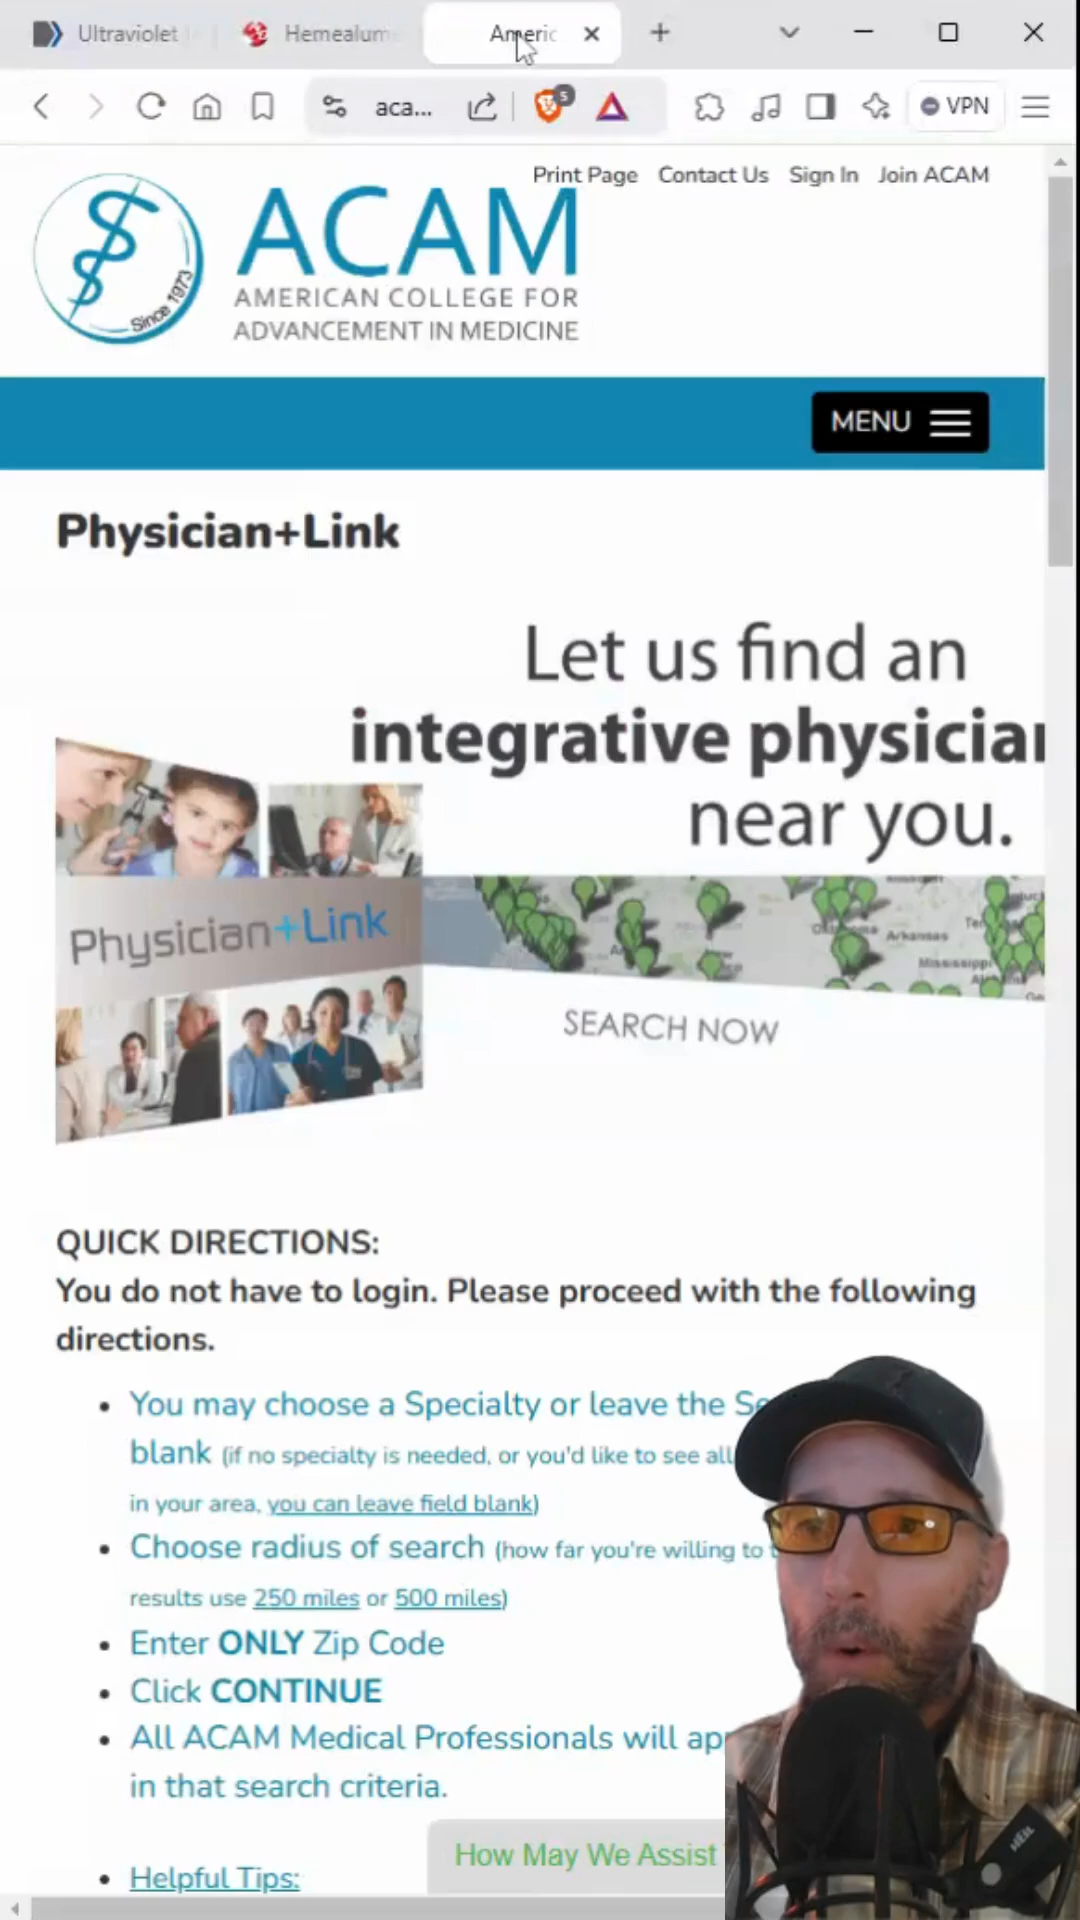 Ultraviolet
Hemealum
Americ
aca...
5
VPN
Print Page Contact Us Sign In Join ACAM
Since 1973
ACAM
AMERICAN COLLEGE FOR
ADVANCEMENT IN MEDICINE
MENU
Physician+Link
Let us find an
integrative physicia
near you.
Physician+Link
Arkansas
Mississippi
SEARCH NOW
QUICK DIRECTIONS:
You do not have to login. Please proceed with the following
directions.
You may choose a Specialty or leave the Se
blank (if no specialty is needed, or you'd like to see all
in your area, you can leave field blank)
Choose radius of search (how far you're willing to
results use 250 miles or 500 miles)
Enter ONLY Zip Code
Click CONTINUE
All ACAM Medical Professionals will ap
in that search criteria.
How May We Assist
Helpful Tips:
HEIL